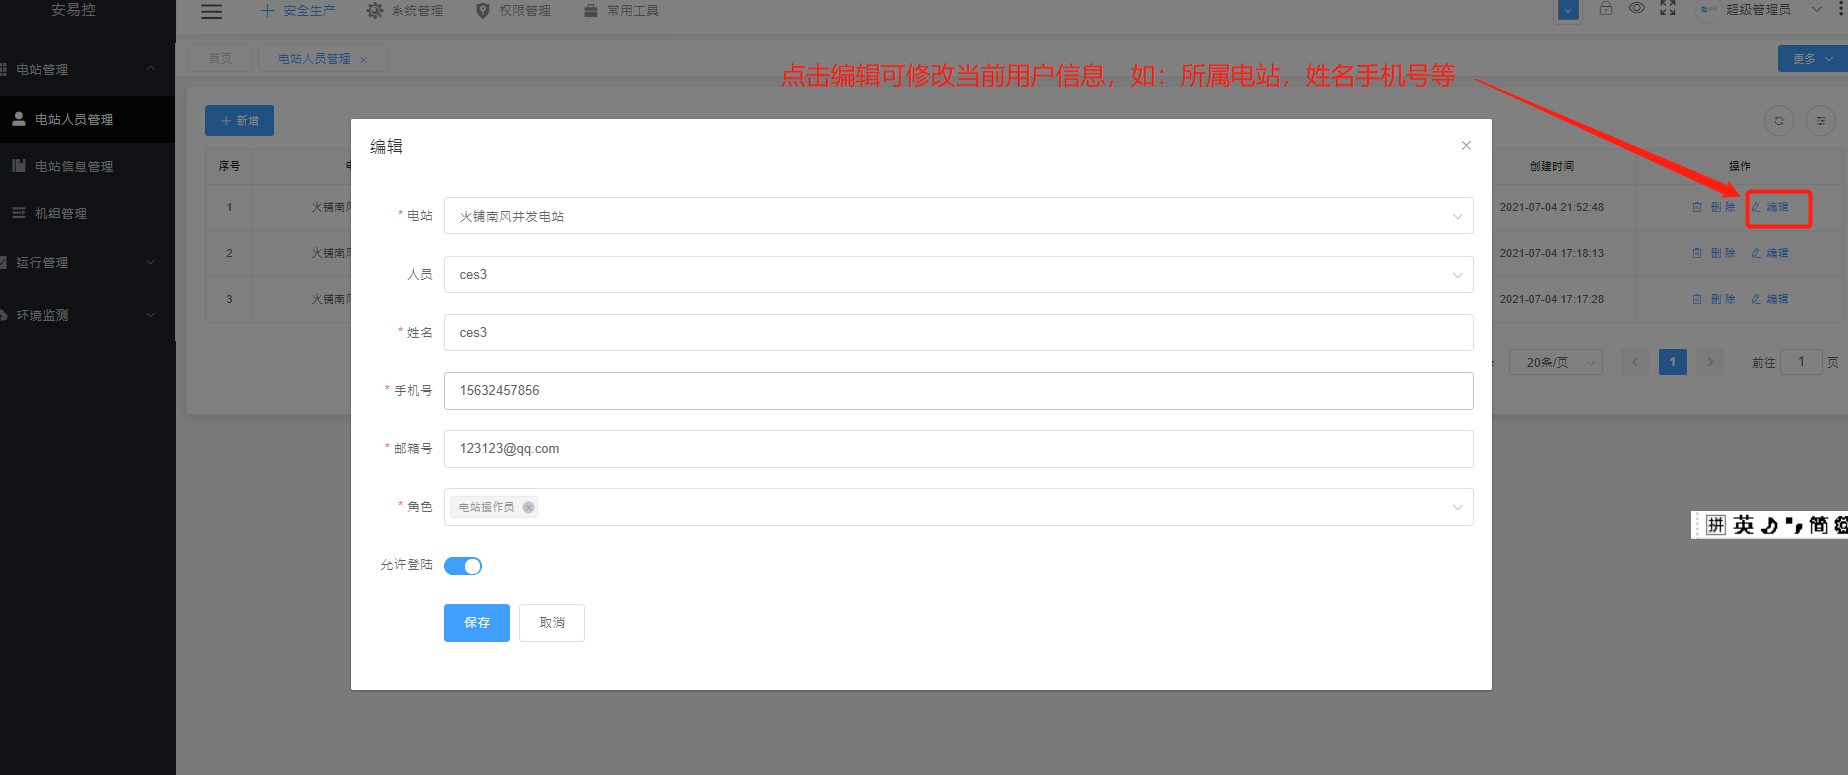 安易控
安全生产 系统管理 权限管理 常用工具 超级管理员
首页 电站人员管理 × 更多
点击编辑可修改当前用户信息，如：所属电站，姓名手机号等
电站管理
电站人员管理
电站信息管理
机组管理
运行管理
环境监测
+ 新增
序号 创建时间 操作
1 火铺南风 2021-07-04 21:52:48 删 除 编辑
2 火铺南风 2021-07-04 17:18:13 删 除 编辑
3 火铺南风 2021-07-04 17:17:28 删 除 编辑
20条/页 1 前往 1 页
编辑
* 电站 火铺南风井发电站
人员 ces3
* 姓名 ces3
* 手机号 15632457856
* 邮箱号 123123@qq.com
* 角色 电站操作员
允许登陆
保存 取消
拼 英 简